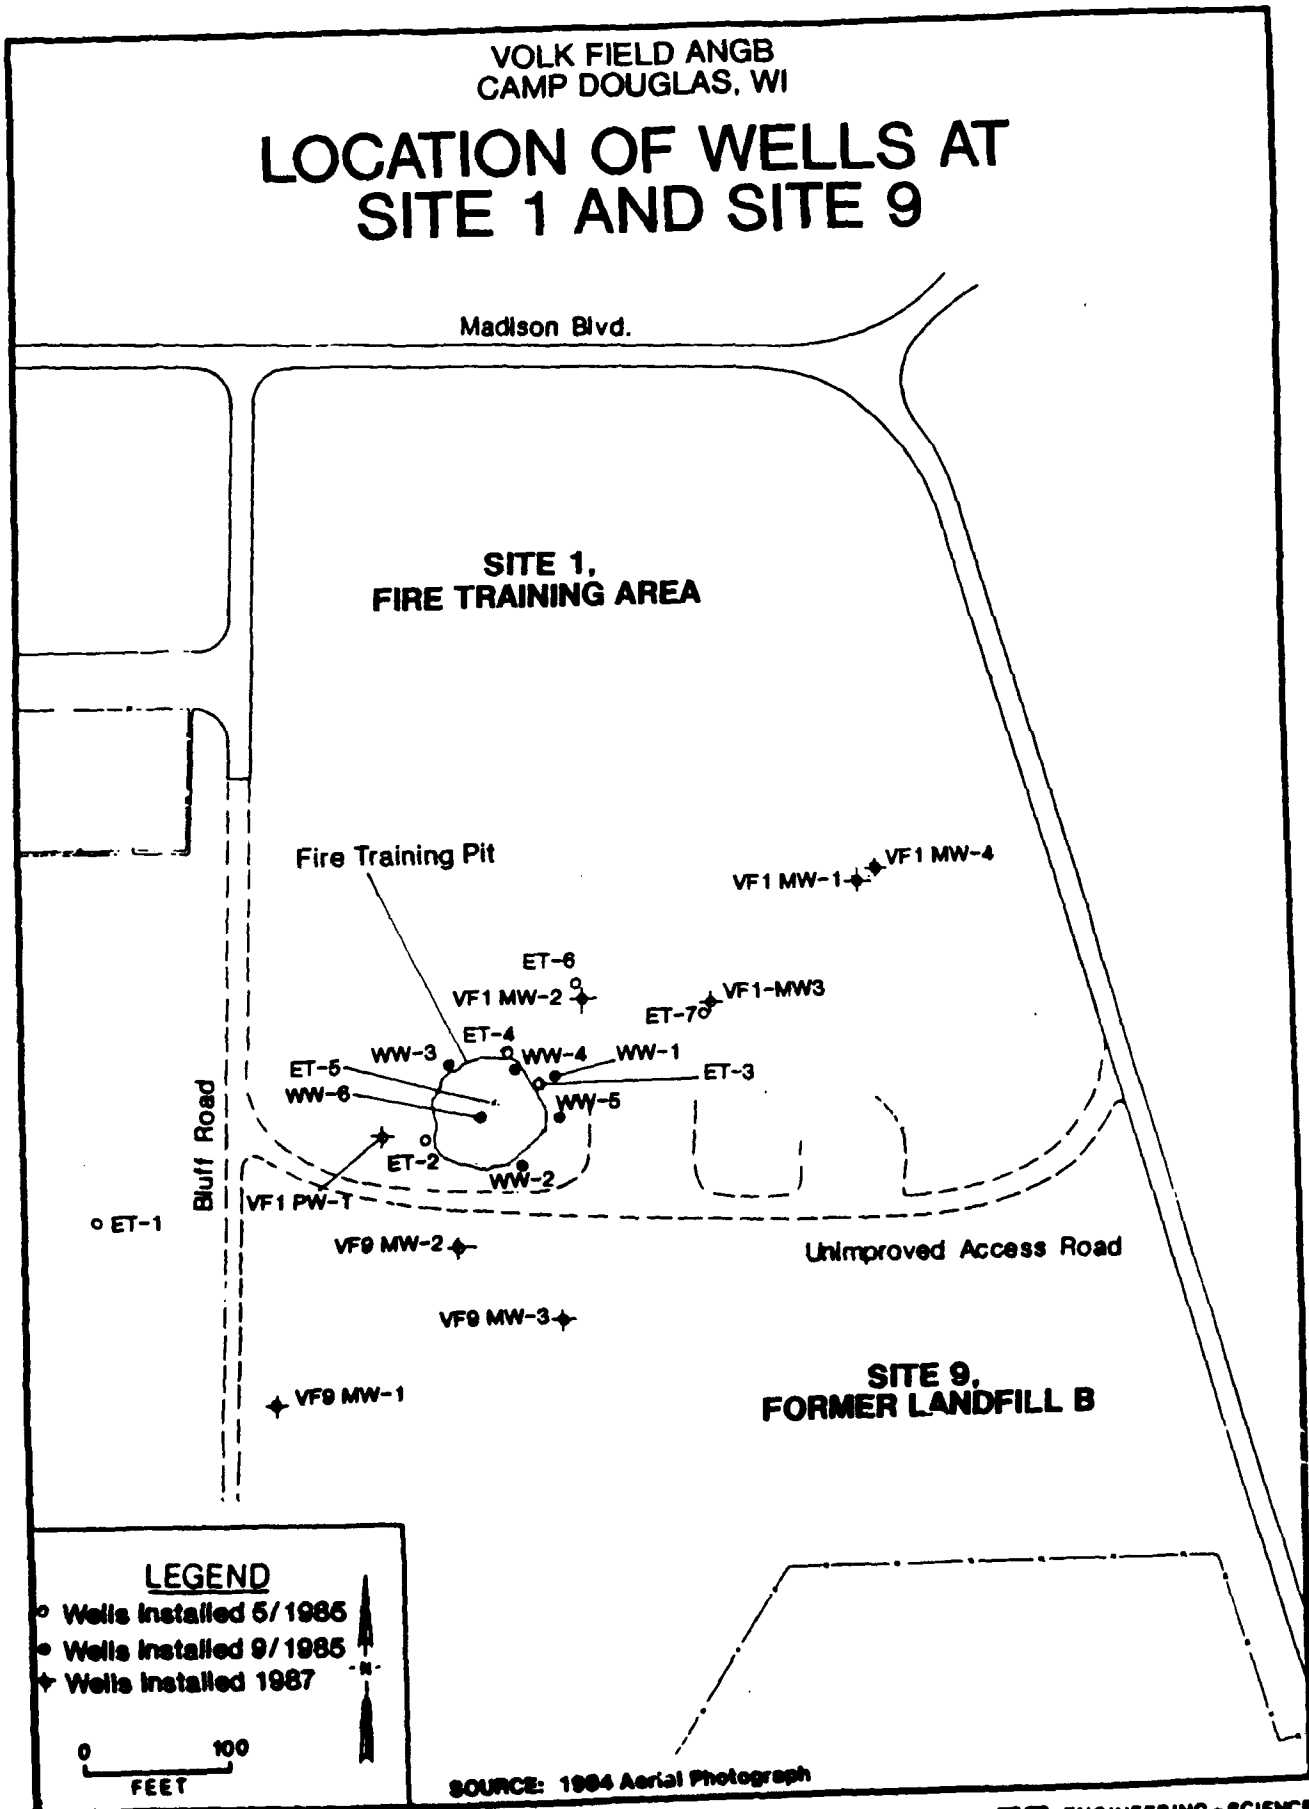 VOLK FIELD ANGB
CAMP DOUGLAS, WI
LOCATION OF WELLS AT
SITE 1 AND SITE 9
Madison Blvd.
SITE 1,
FIRE TRAINING AREA
Fire Training Pit
VF1 MW-4
VF1 MW-1
ET-6
VF1 MW-2
VF1-MW3
ET-7
ET-4
WW-3
WW-4
WW-1
ET-5
ET-3
WW-6
WW-5
Bluff Road
ET-2
WW-2
VF1 PW-T
ET-1
VF9 MW-2
Unimproved Access Road
VF9 MW-3
SITE 9,
FORMER LANDFILL B
VF9 MW-1
LEGEND
Wells Installed 5/1985
Wells Installed 9/1985
Wells Installed 1987
N
0 100
FEET
SOURCE: 1984 Aerial Photograph
ENGINEERING-SCIENCE